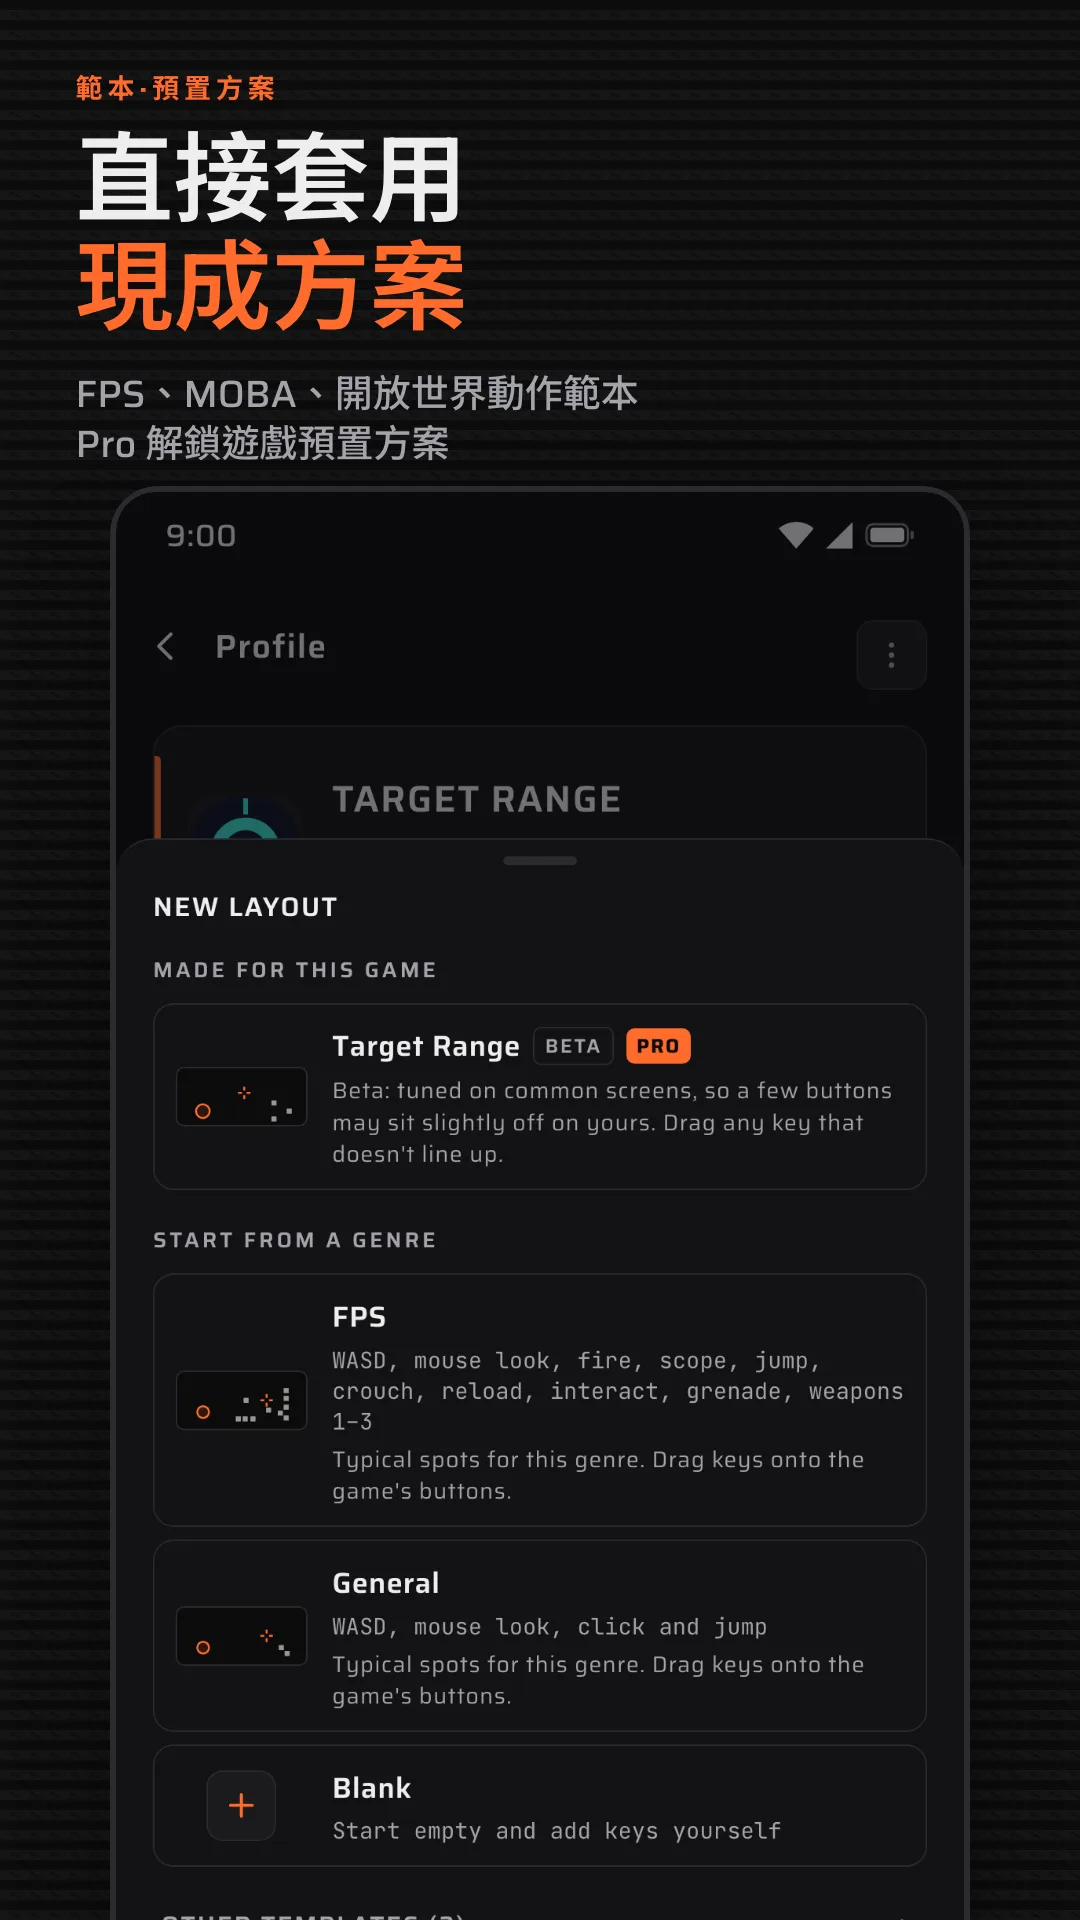 範本·預置方案
直接套用
現成方案
FPS、MOBA、開放世界動作範本
Pro 解鎖遊戲預置方案
9:00
Profile
TARGET RANGE
NEW LAYOUT
MADE FOR THIS GAME
Target Range BETA PRO
Beta: tuned on common screens, so a few buttons
may sit slightly off on yours. Drag any key that
doesn't line up.
START FROM A GENRE
FPS
WASD, mouse look, fire, scope, jump,
crouch, reload, interact, grenade, weapons
1–3
Typical spots for this genre. Drag keys onto the
game's buttons.
General
WASD, mouse look, click and jump
Typical spots for this genre. Drag keys onto the
game's buttons.
Blank
Start empty and add keys yourself
OTHER TEMPLATES